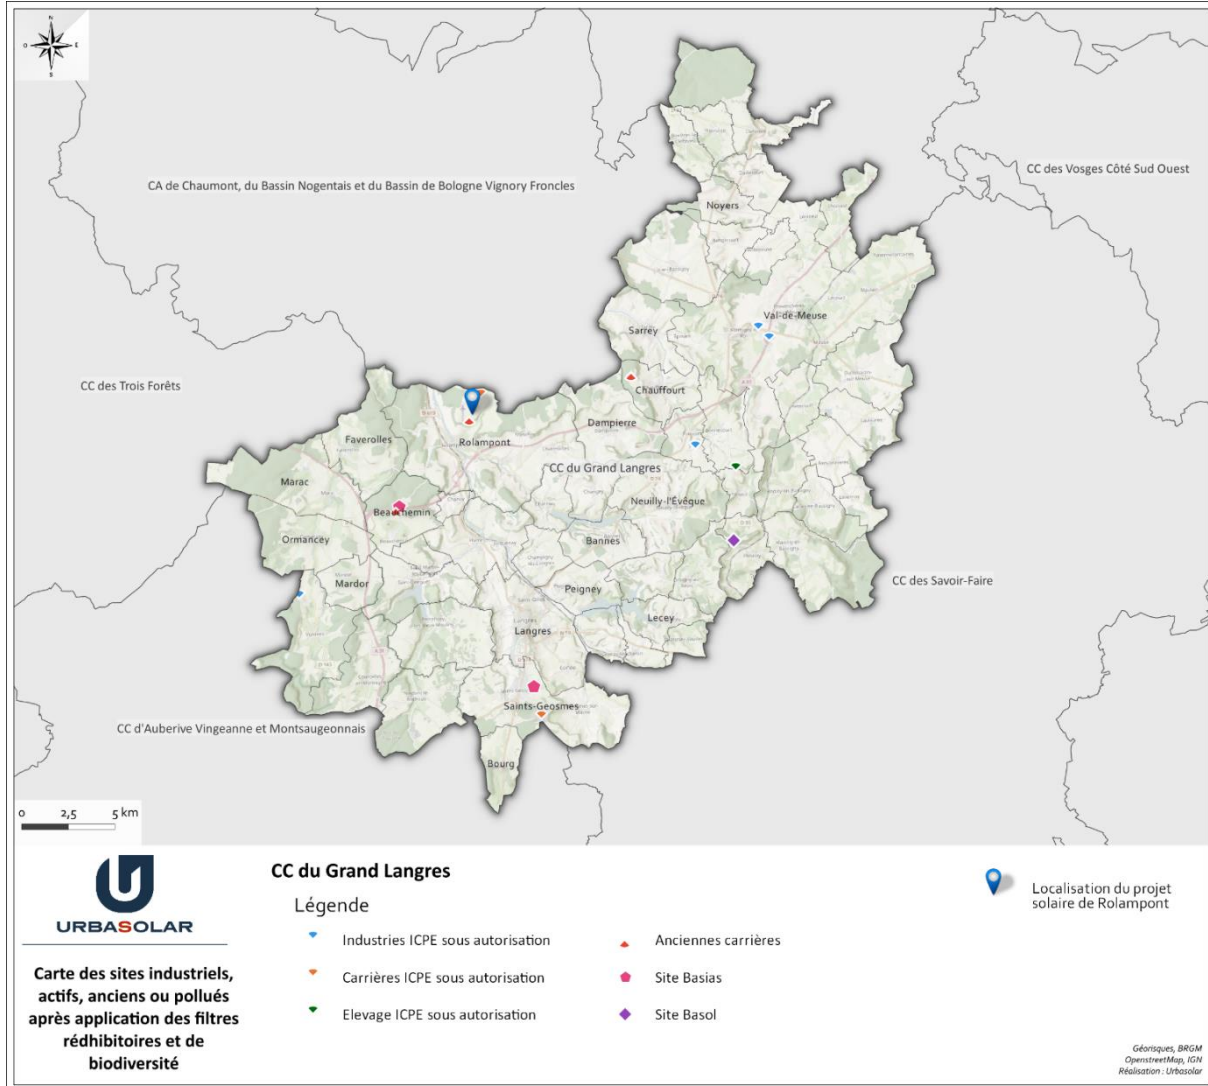 N
O
E
S
CA de Chaumont, du Bassin Nogentais et du Bassin de Bologne Vignory Froncles
CC des Vosges Côté Sud Ouest
Noyers
Val-de-Meuse
Sarrey
CC des Trois Forêts
Chauffourt
Dampierre
Rolampont
Faverolles
CC du Grand Langres
Marac
Neuilly-l'Évêque
Beauchemin
Ormancey
Bannes
CC des Savoir-Faire
Mardor
Peigney
Lecey
Langres
Saints-Geosmes
CC d'Auberive Vingeanne et Montsaugeonnais
Bourg
0 2,5 5 km
URBASOLAR
Carte des sites industriels,
actifs, anciens ou pollués
après application des filtres
rédhibitoires et de
biodiversité
CC du Grand Langres
Légende
Industries ICPE sous autorisation
Carrières ICPE sous autorisation
Elevage ICPE sous autorisation
Anciennes carrières
Site Basias
Site Basol
Localisation du projet
solaire de Rolampont
Géorisques, BRGM
OpenstreetMap, IGN
Réalisation : Urbasolar